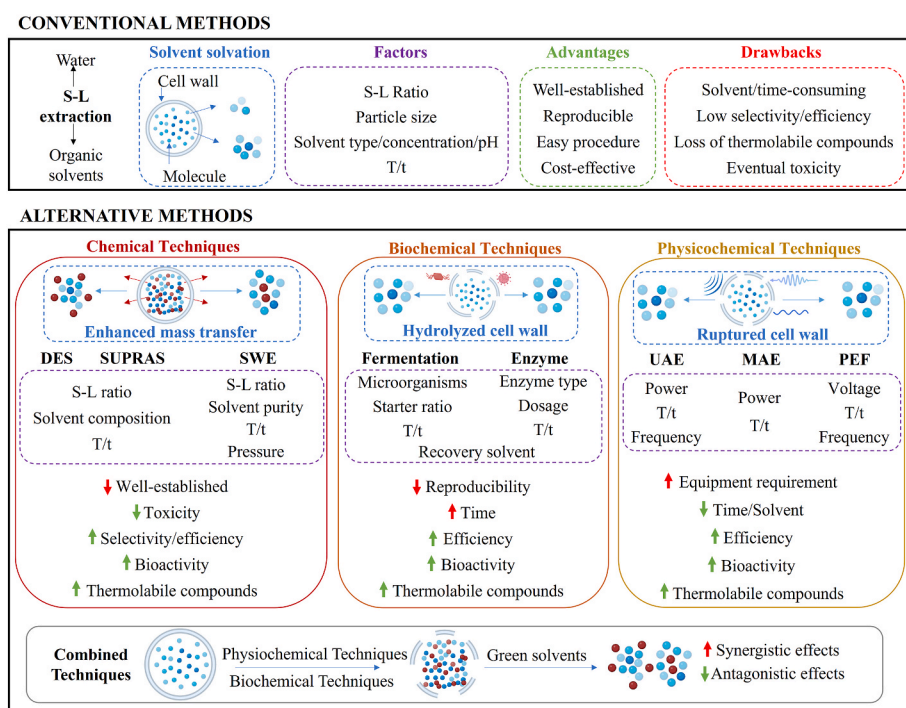 CONVENTIONAL METHODS
Water
S-L
extraction
Organic
solvents
Solvent solvation
Cell wall
Molecule
Factors
S-L Ratio
Particle size
Solvent type/concentration/pH
T/t
Advantages
Well-established
Reproducible
Easy procedure
Cost-effective
Drawbacks
Solvent/time-consuming
Low selectivity/efficiency
Loss of thermolabile compounds
Eventual toxicity
ALTERNATIVE METHODS
Chemical Techniques
Enhanced mass transfer
DES SUPRAS SWE
S-L ratio
Solvent composition
T/t
S-L ratio
Solvent purity
T/t
Pressure
Well-established
Toxicity
Selectivity/efficiency
Bioactivity
Thermolabile compounds
Biochemical Techniques
Hydrolyzed cell wall
Fermentation Enzyme
Microorganisms
Starter ratio
T/t
Enzyme type
Dosage
T/t
Recovery solvent
Reproducibility
Time
Efficiency
Bioactivity
Thermolabile compounds
Physicochemical Techniques
Ruptured cell wall
UAE MAE PEF
Power
T/t
Frequency
Power
T/t
Voltage
T/t
Frequency
Equipment requirement
Time/Solvent
Efficiency
Bioactivity
Thermolabile compounds
Combined
Techniques
Physiochemical Techniques
Biochemical Techniques
Green solvents
Synergistic effects
Antagonistic effects